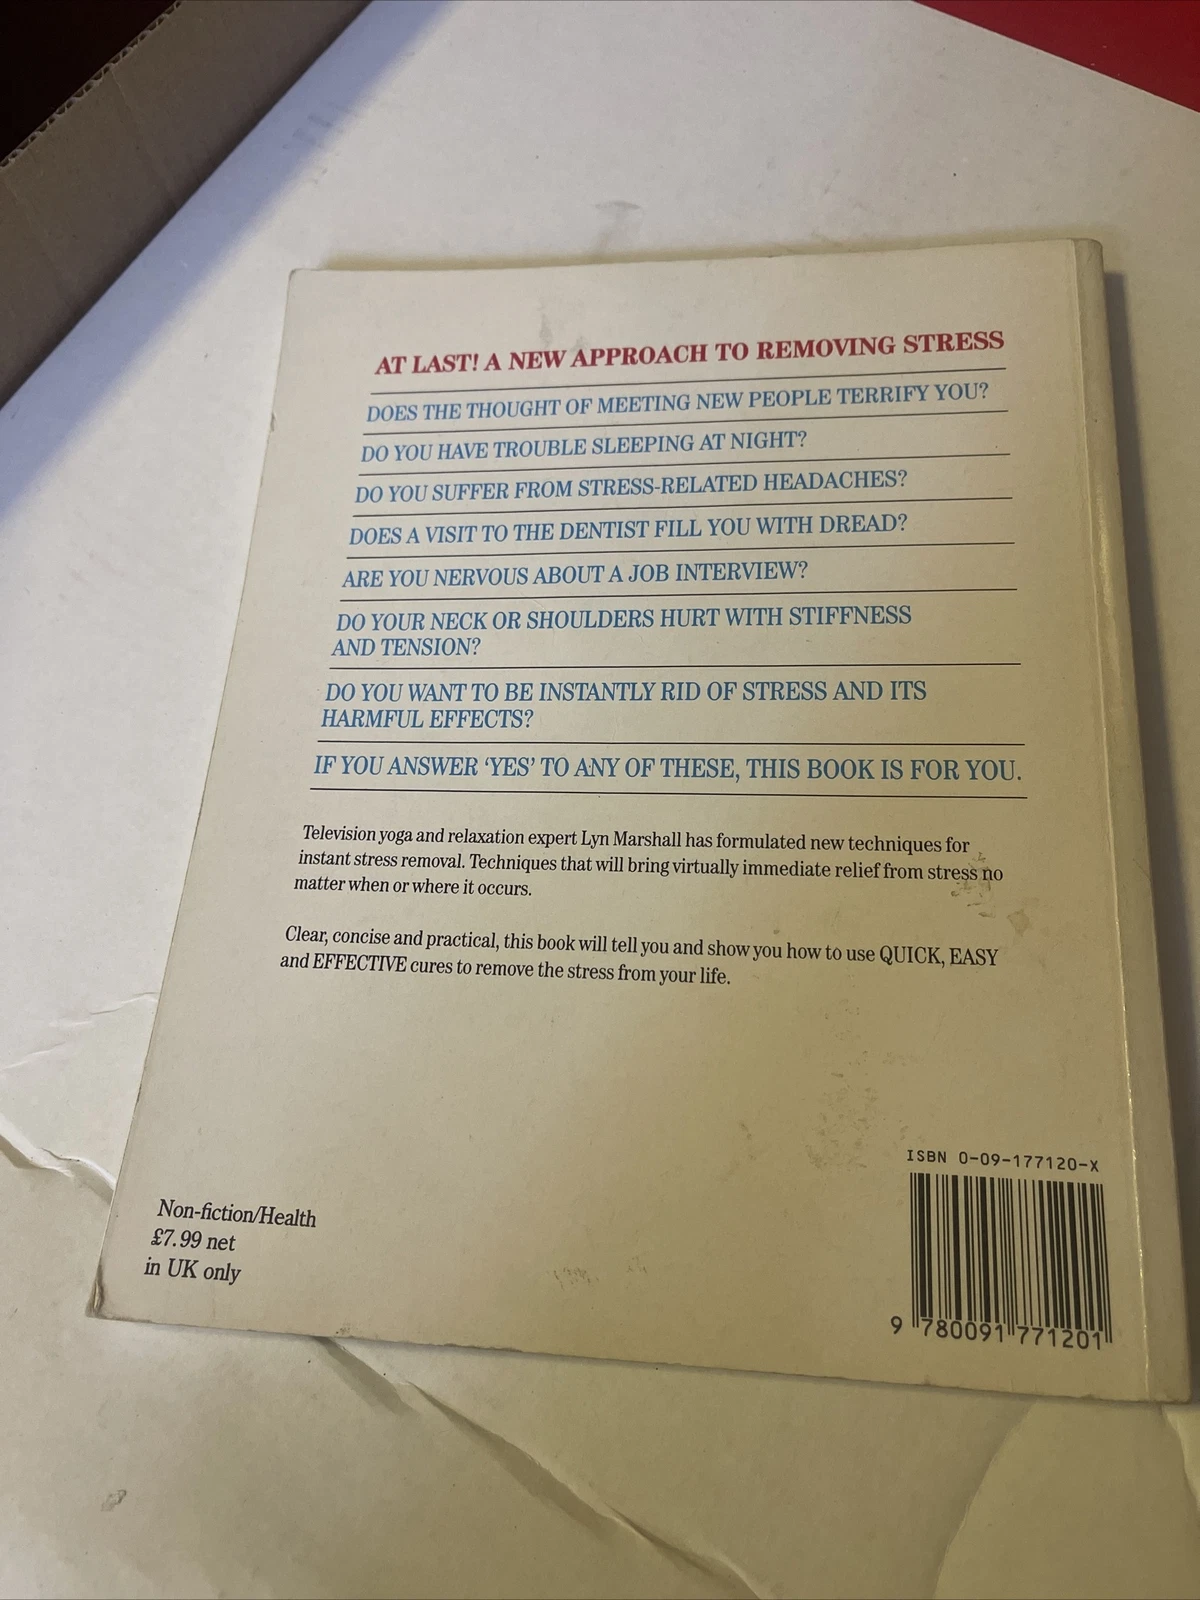 AT LAST! A NEW APPROACH TO REMOVING STRESS
DOES THE THOUGHT OF MEETING NEW PEOPLE TERRIFY YOU?
DO YOU HAVE TROUBLE SLEEPING AT NIGHT?
DO YOU SUFFER FROM STRESS-RELATED HEADACHES?
DOES A VISIT TO THE DENTIST FILL YOU WITH DREAD?
ARE YOU NERVOUS ABOUT A JOB INTERVIEW?
DO YOUR NECK OR SHOULDERS HURT WITH STIFFNESS
AND TENSION?
DO YOU WANT TO BE INSTANTLY RID OF STRESS AND ITS
HARMFUL EFFECTS?
IF YOU ANSWER ‘YES’ TO ANY OF THESE, THIS BOOK IS FOR YOU.
Television yoga and relaxation expert Lyn Marshall has formulated new techniques for
instant stress removal. Techniques that will bring virtually immediate relief from stress no
matter when or where it occurs.
Clear, concise and practical, this book will tell you and show you how to use QUICK, EASY
and EFFECTIVE cures to remove the stress from your life.
Non-fiction/Health
£7.99 net
in UK only
ISBN 0-09-177120-X
9 780091 771201